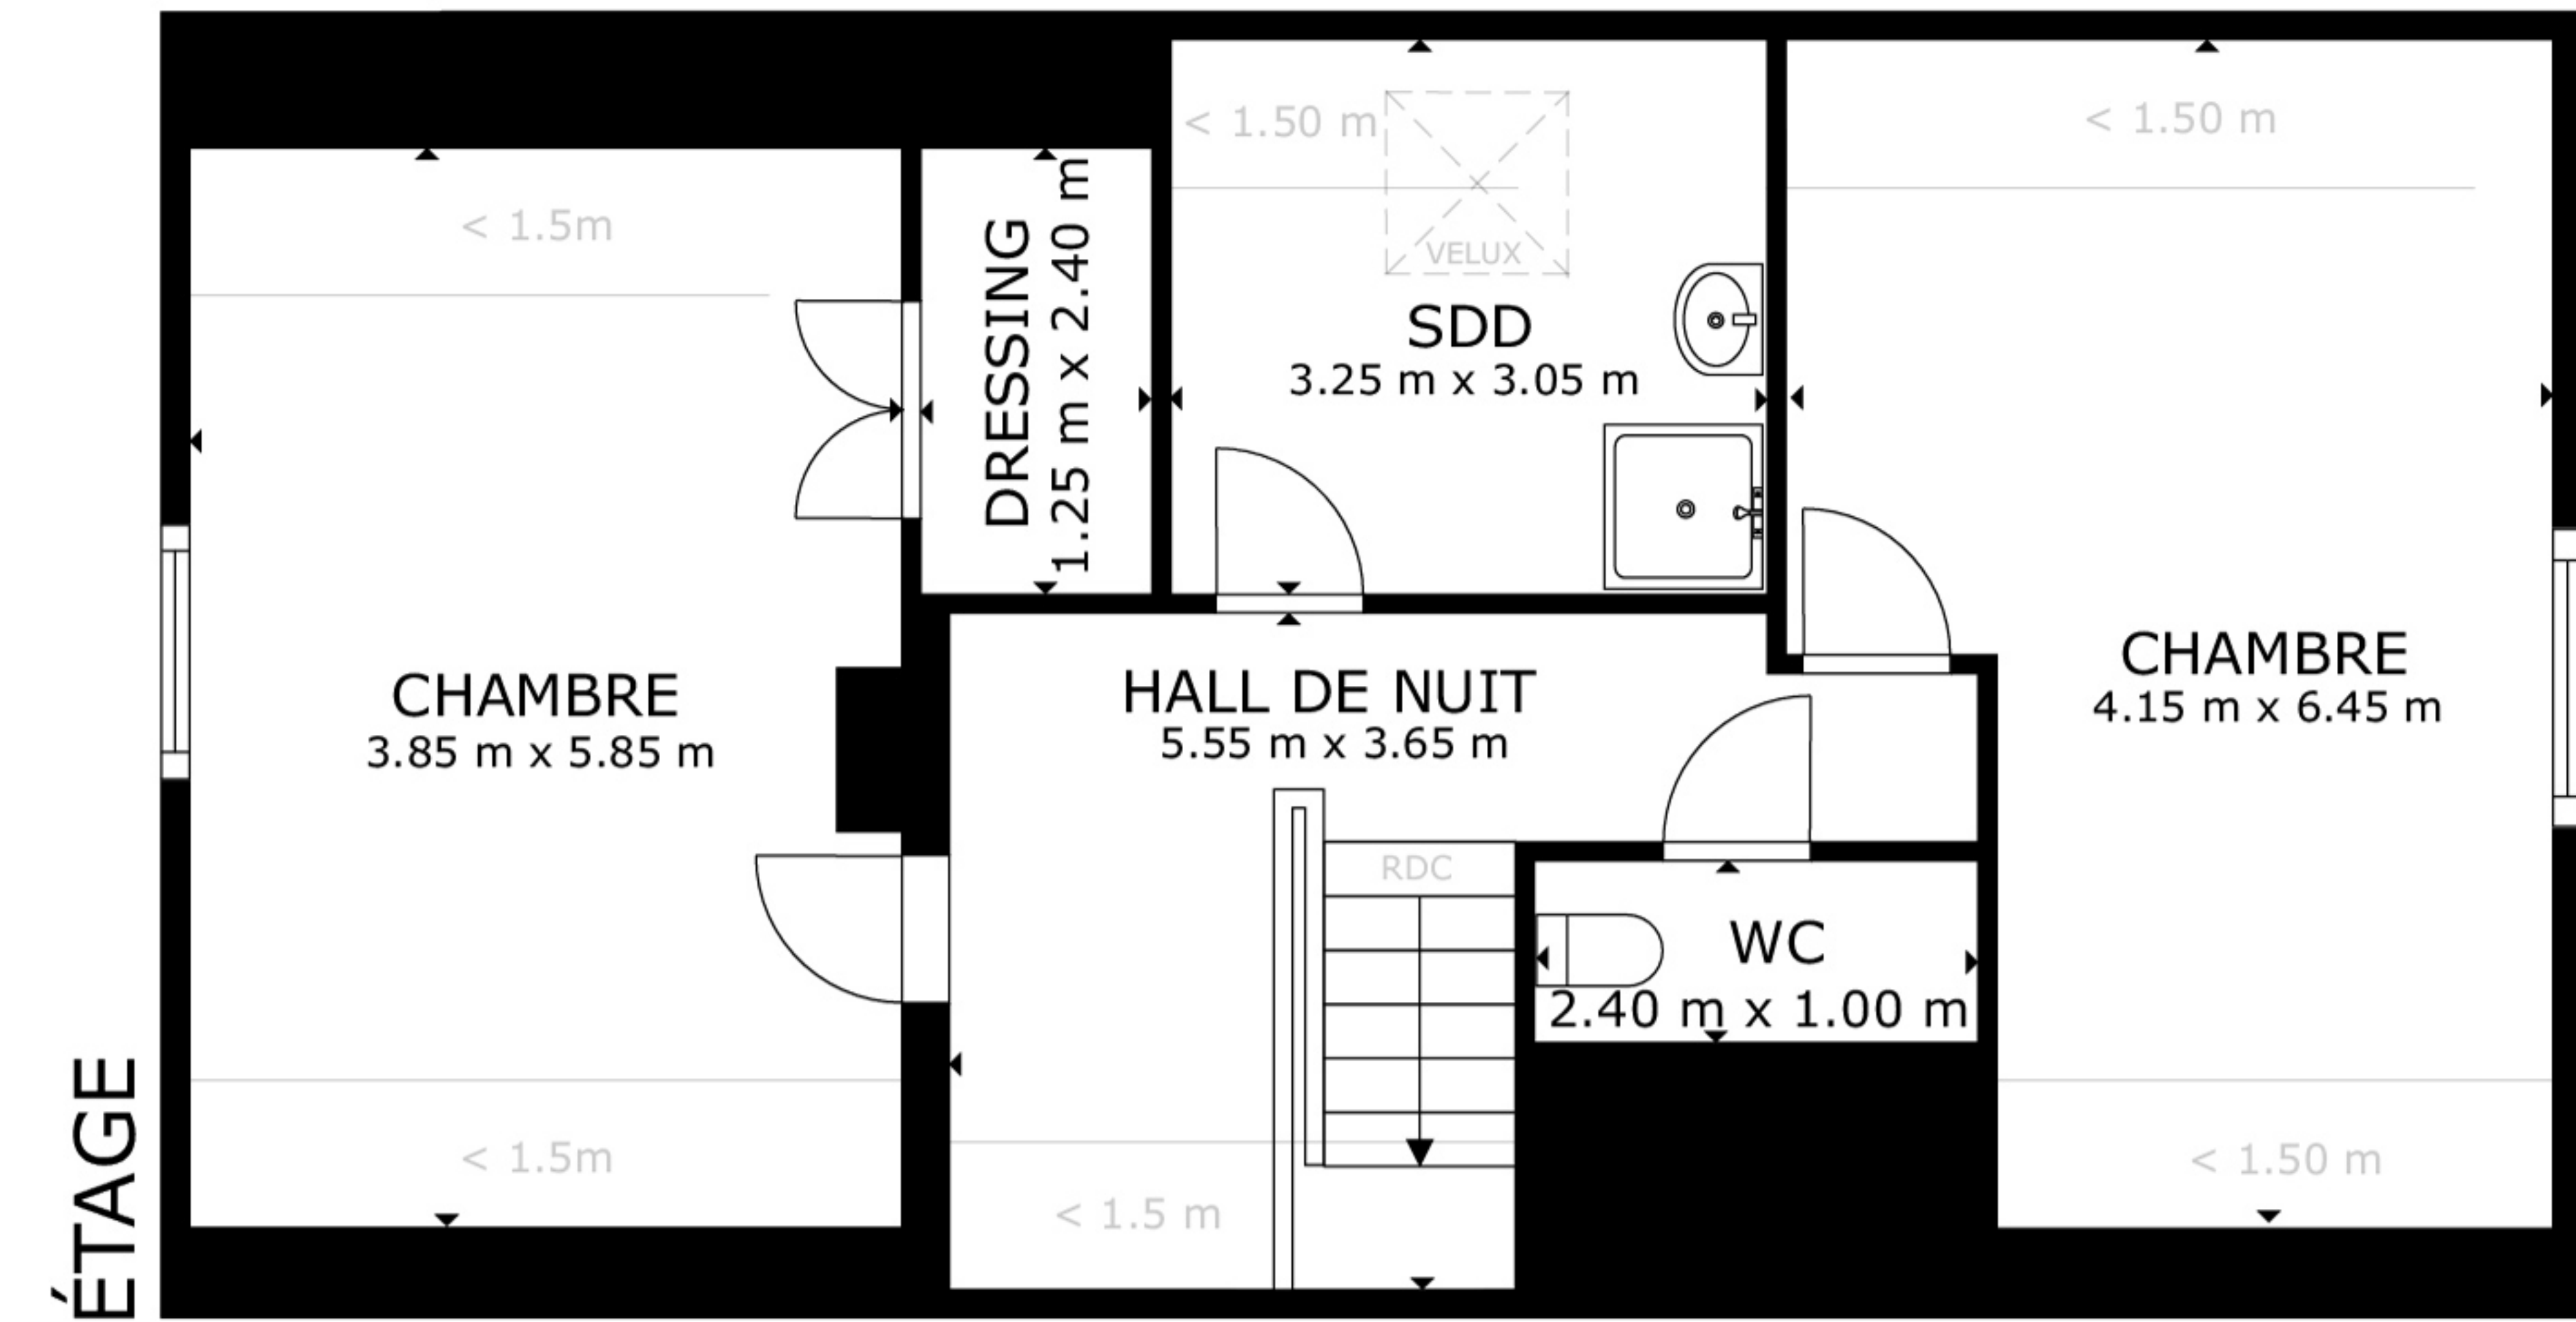 ÉTAGE
< 1.5m
CHAMBRE
3.85 m x 5.85 m
< 1.5m
DRESSING
1.25 m x 2.40 m
< 1.50 m
VELUX
SDD
3.25 m x 3.05 m
HALL DE NUIT
5.55 m x 3.65 m
RDC
< 1.5 m
WC
2.40 m x 1.00 m
< 1.50 m
CHAMBRE
4.15 m x 6.45 m
< 1.50 m